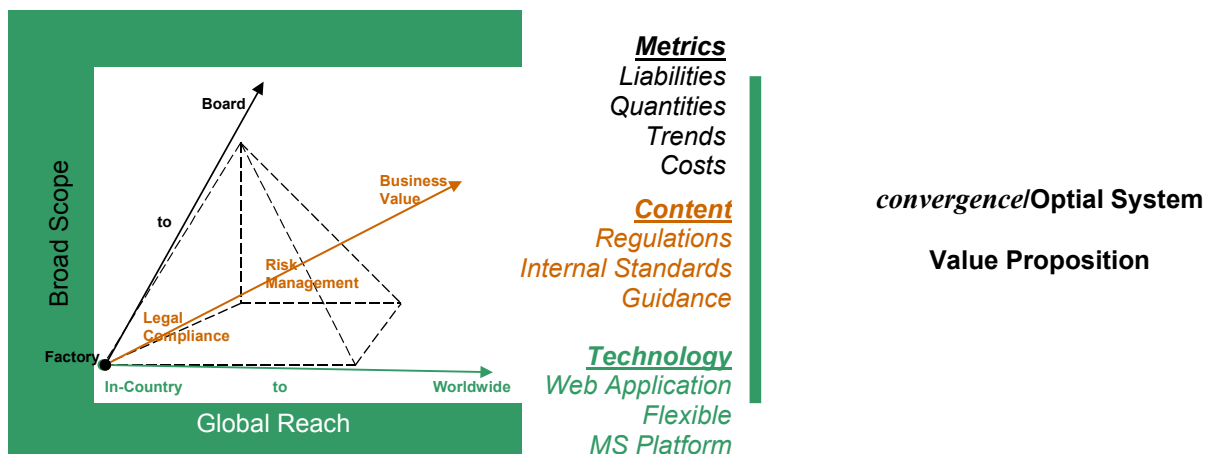 Broad Scope
Board
to
Factory
Business
Value
Risk
Management
Legal
Compliance
In-Country to Worldwide
Global Reach
Metrics
Liabilities
Quantities
Trends
Costs
Content
Regulations
Internal Standards
Guidance
Technology
Web Application
Flexible
MS Platform
convergence/Optial System
Value Proposition